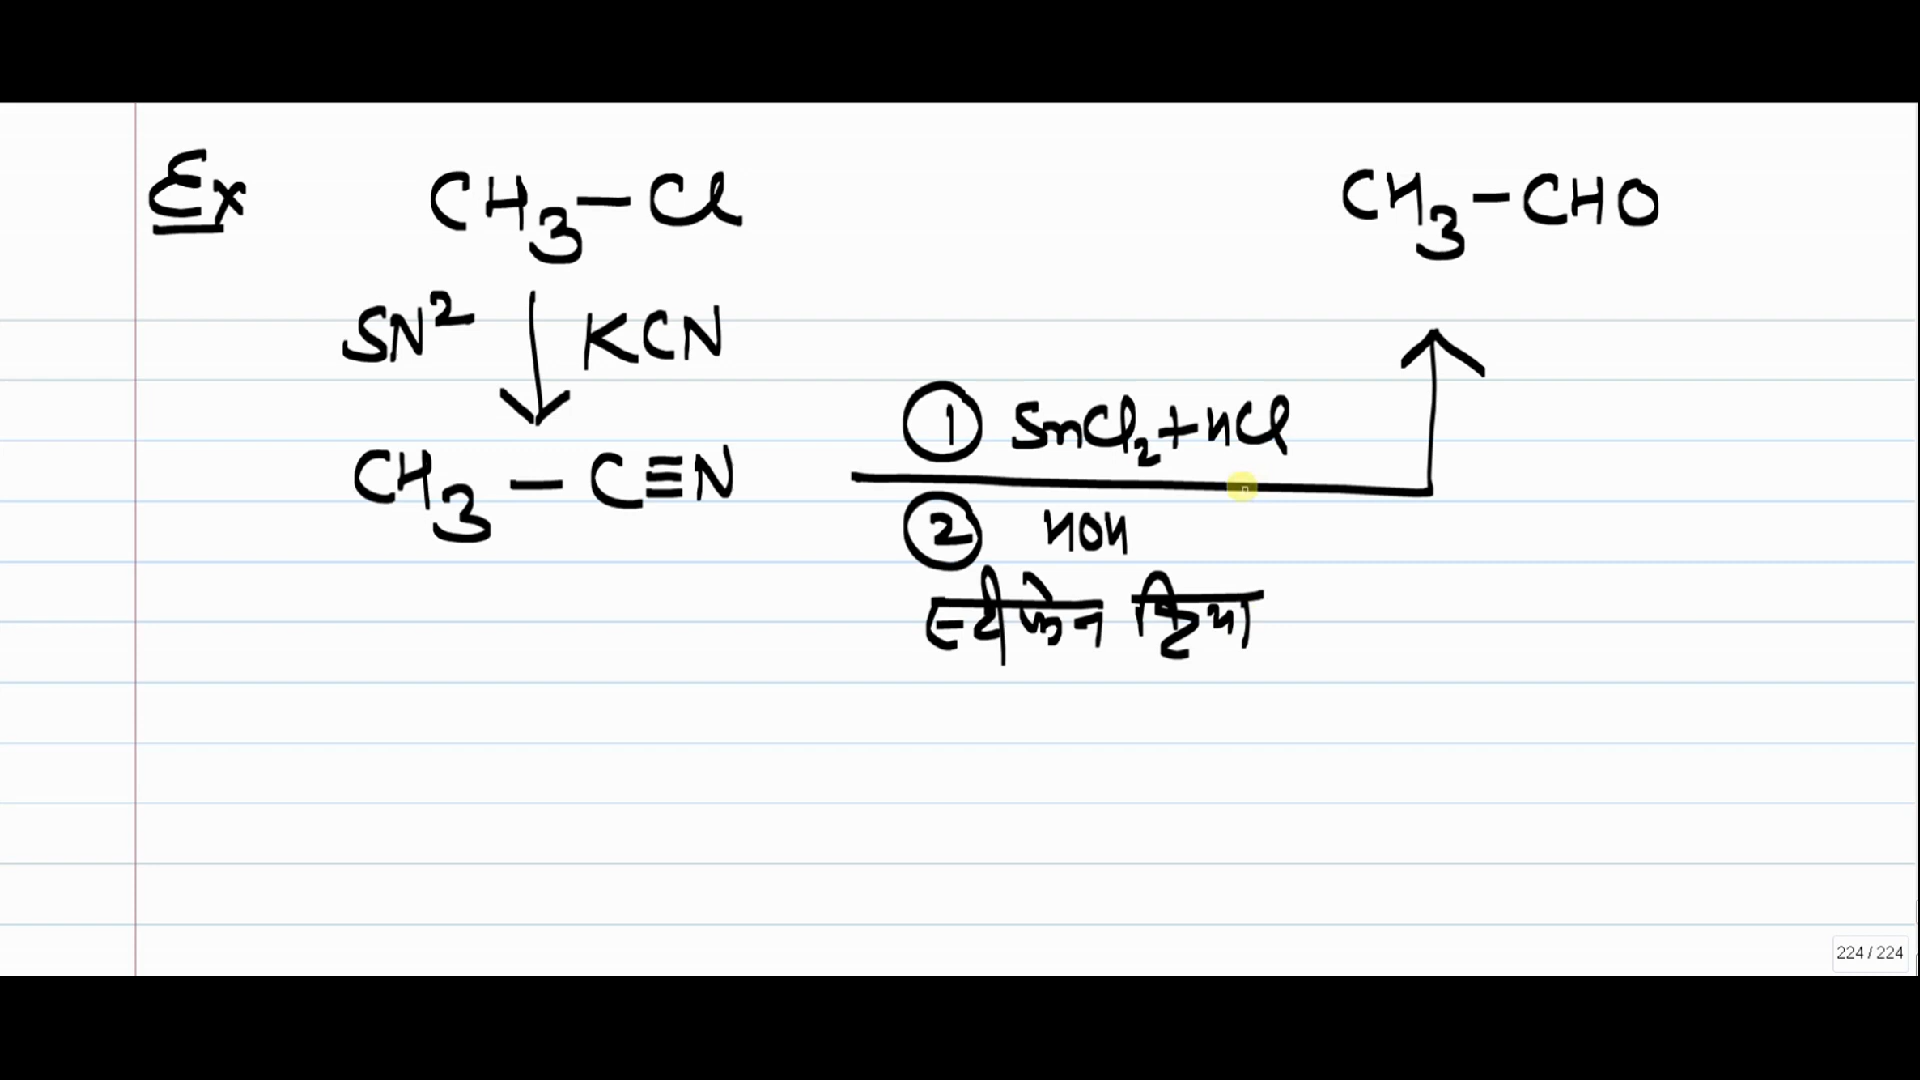 Ex CH₃–Cl CH₃–CHO
SN² KCN
① SnCl₂+HCl
CH₃–C≡N
② HOH
स्टीफेन क्रिया
224 / 224